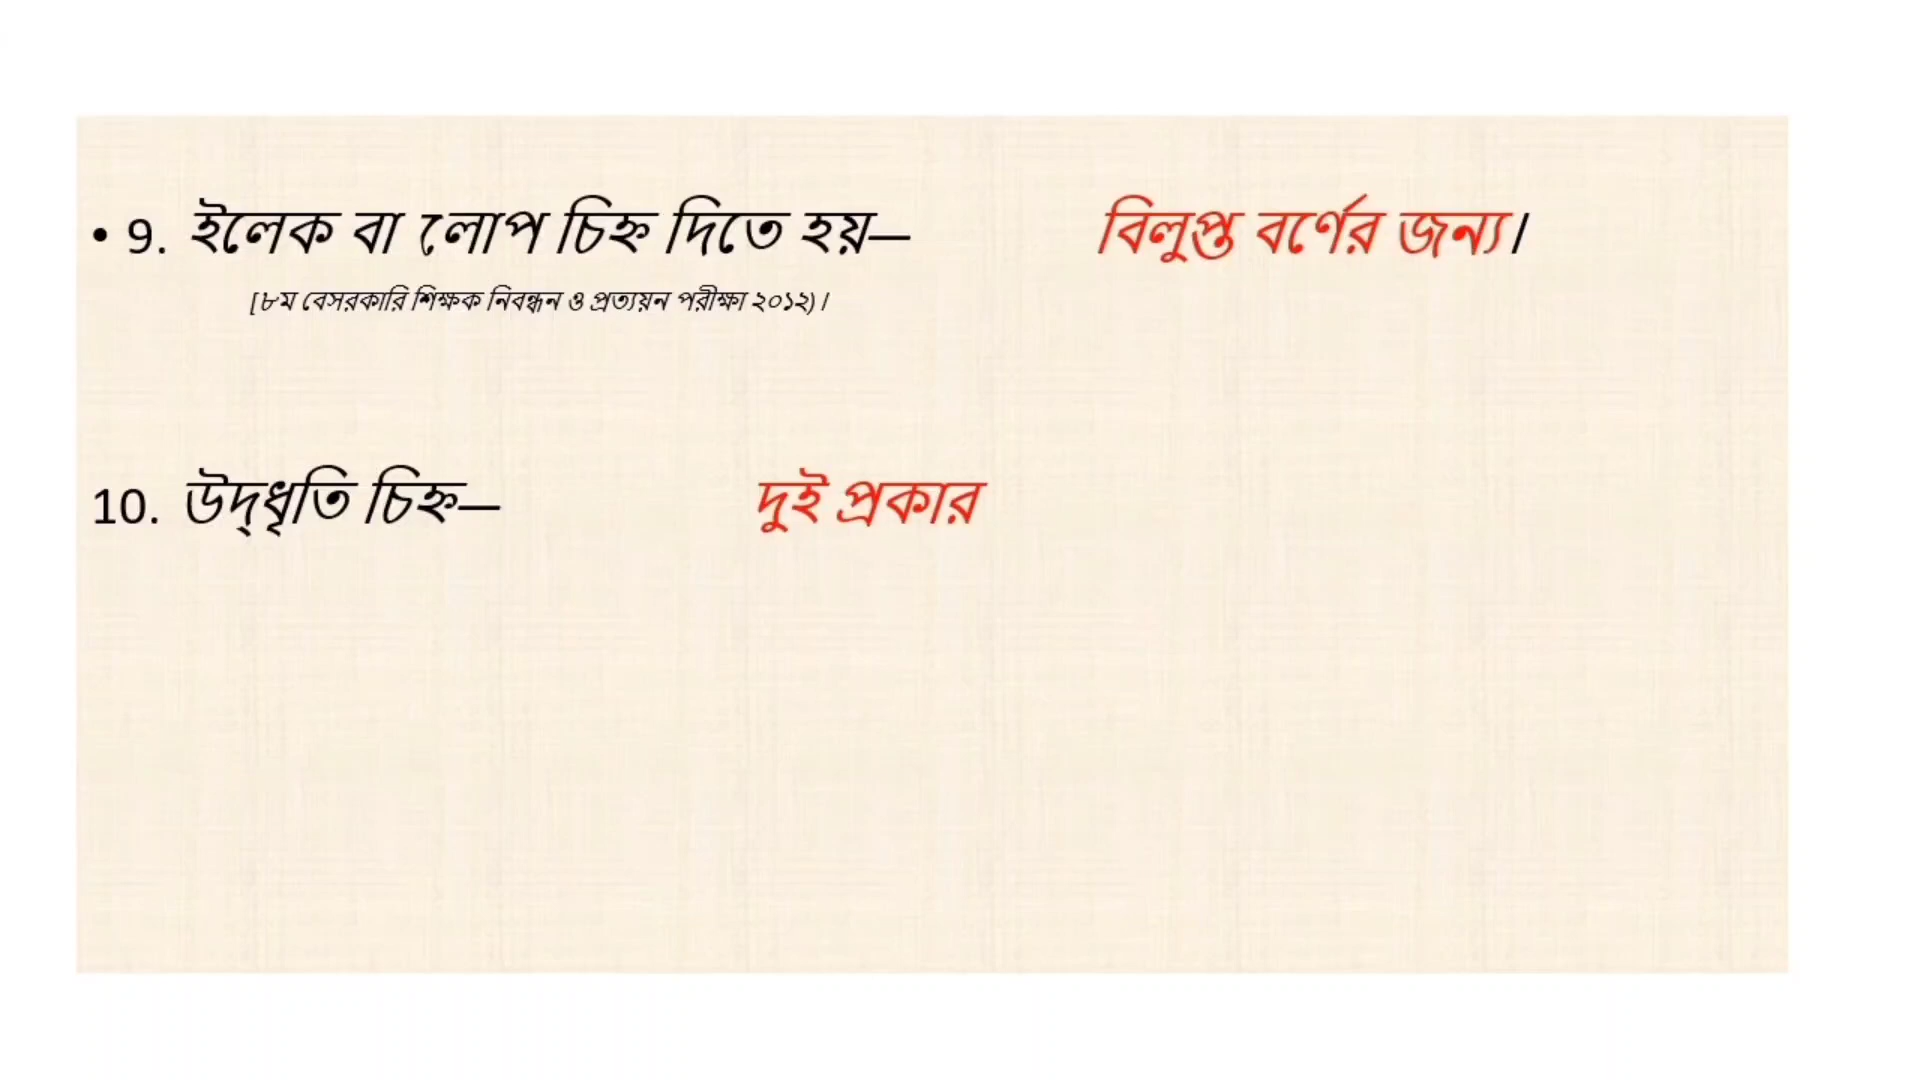 • 9. ইলেক বা লোপ চিহ্ন দিতে হয়— বিলুপ্ত বর্ণের জন্য।
[৮ম বেসরকারি শিক্ষক নিবন্ধন ও প্রত্যয়ন পরীক্ষা ২০১২)।
10. উদ্‌ধৃতি চিহ্ন— দুই প্রকার